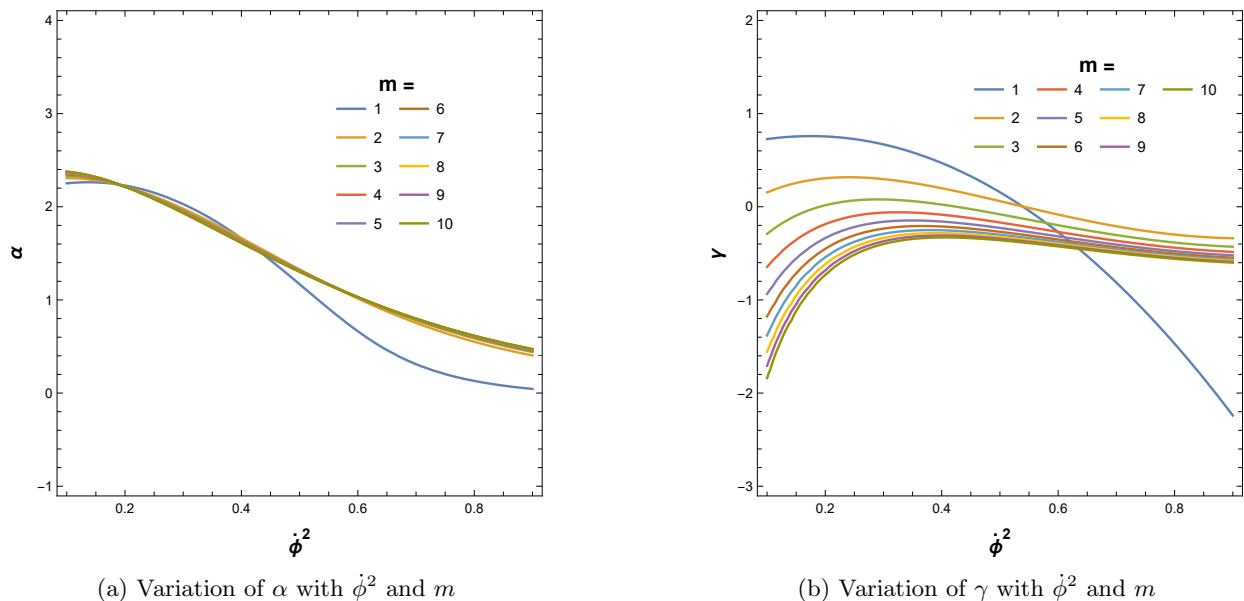 m =
1 6
2 7
3 8
4 9
5 10
4
3
2
1
0
-1
α
0.2 0.4 0.6 0.8
ϕ̇²
(a) Variation of α with ϕ̇² and m
m =
1 4 7 10
2 5 8
3 6 9
2
1
0
-1
-2
-3
γ
0.2 0.4 0.6 0.8
ϕ̇²
(b) Variation of γ with ϕ̇² and m